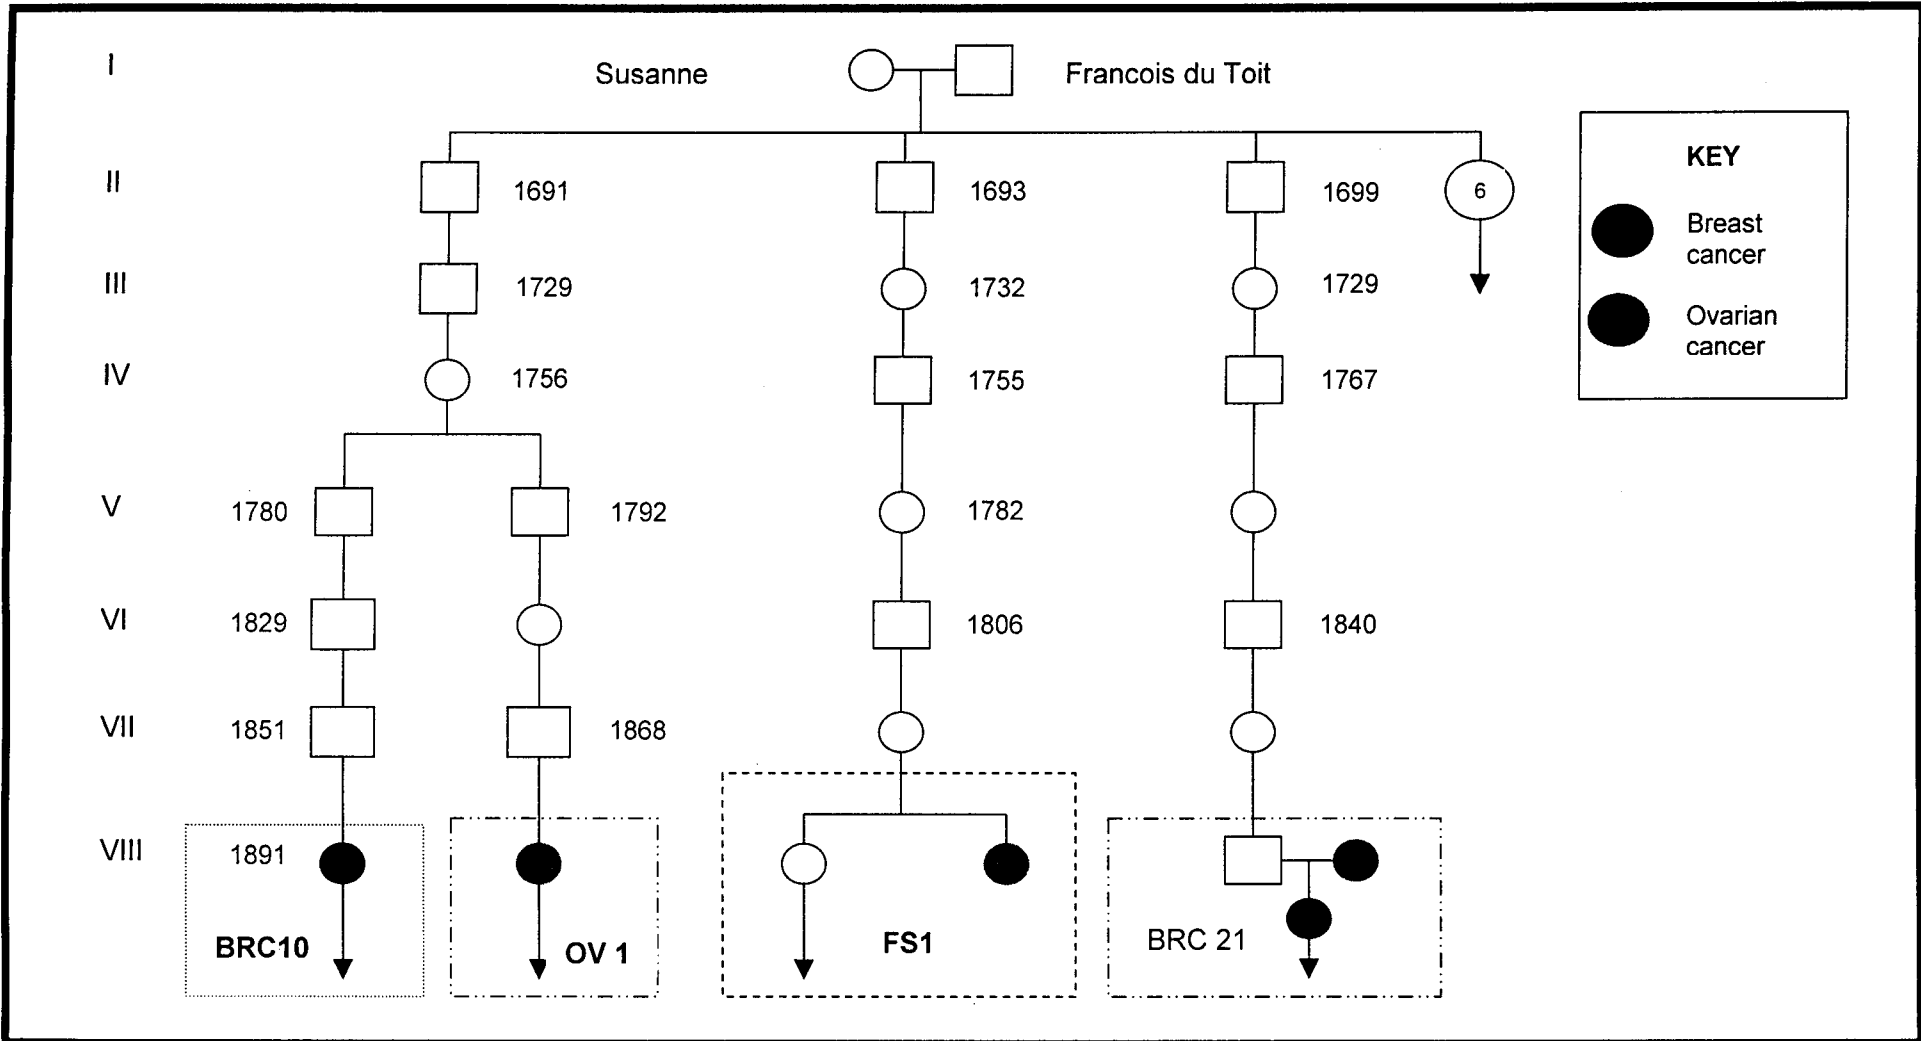 I
Susanne
Francois du Toit
KEY
Breast
cancer
Ovarian
cancer
II
1691
1693
1699
6
III
1729
1732
1729
IV
1756
1755
1767
V
1780
1792
1782
VI
1829
1806
1840
VII
1851
1868
VIII
1891
BRC10
OV 1
FS1
BRC 21